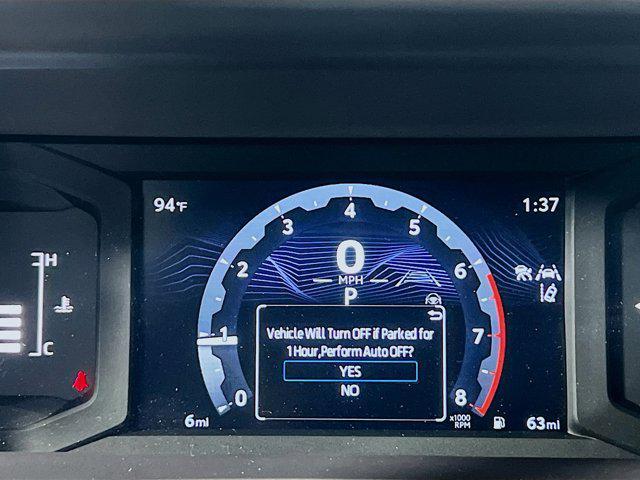 94°F
1:37
4
3
5
0
MPH
2
6
P
H
Vehicle Will Turn OFF if Parked for
1 Hour,Perform Auto OFF?
1
7
C
YES
NO
0
8
x1000
RPM
6mi
63mi